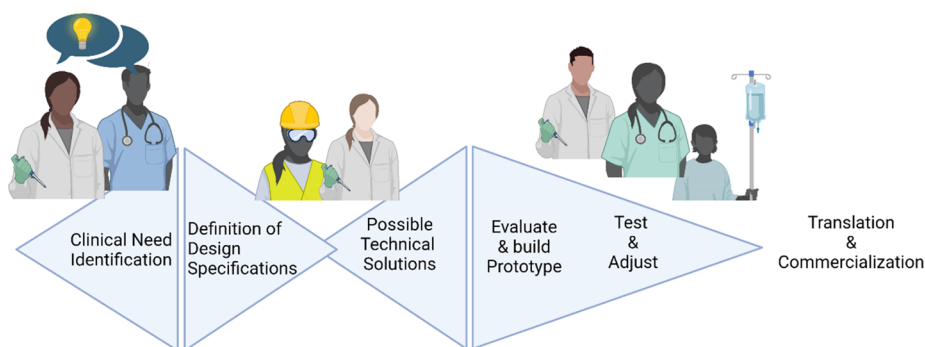 Clinical Need
Identification
Definition of
Design
Specifications
Possible
Technical
Solutions
Evaluate
& build
Prototype
Test
&
Adjust
Translation
&
Commercialization